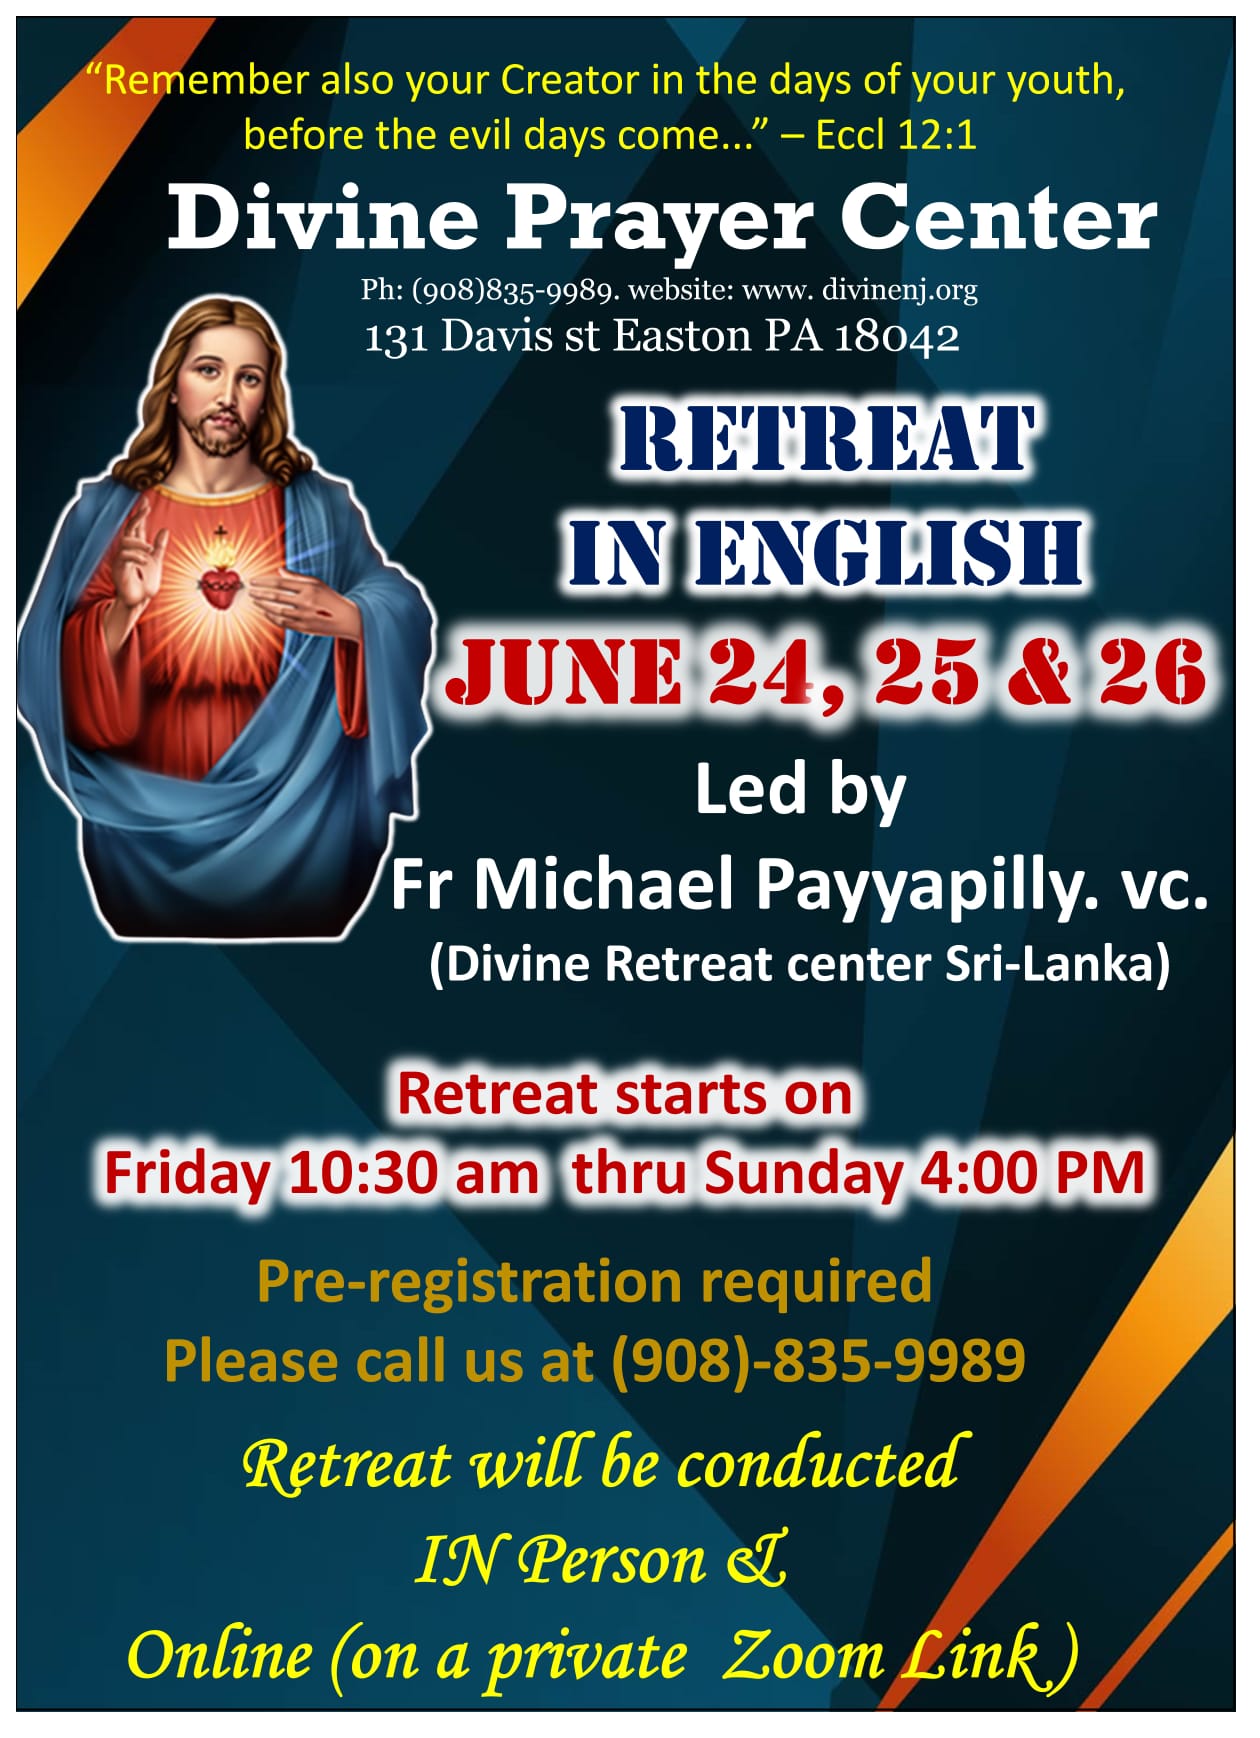 “Remember also your Creator in the days of your youth,
before the evil days come...” – Eccl 12:1
Divine Prayer Center
Ph: (908)835-9989. website: www. divinenj.org
131 Davis st Easton PA 18042
RETREAT
IN ENGLISH
JUNE 24, 25 & 26
Led by
Fr Michael Payyapilly. vc.
(Divine Retreat center Sri-Lanka)
Retreat starts on
Friday 10:30 am thru Sunday 4:00 PM
Pre-registration required
Please call us at (908)-835-9989
Retreat will be conducted
IN Person &
Online (on a private Zoom Link )